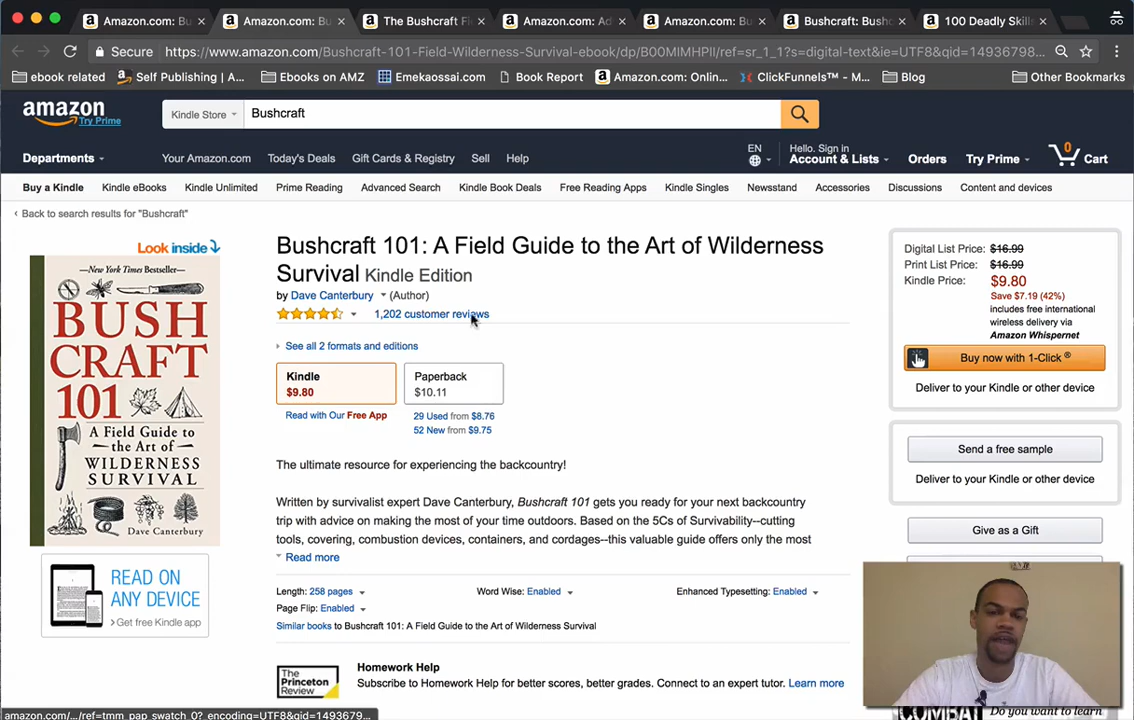 Amazon.com: Bu
Amazon.com: Bu
The Bushcraft Fi
Amazon.com: Ad
Amazon.com: Bu
Bushcraft: Bush
100 Deadly Skill
Secure
https://www.amazon.com/Bushcraft-101-Field-Wilderness-Survival-ebook/dp/B00MIMHPII/ref=sr_1_1?s=digital-text&ie=UTF8&qid=14936798...
ebook related
Self Publishing | A...
Ebooks on AMZ
Emekaossai.com
Book Report
Amazon.com: Onlin...
ClickFunnels™ - M...
Blog
Other Bookmarks
amazon
Try Prime
Kindle Store
Bushcraft
Departments
Your Amazon.com
Today's Deals
Gift Cards & Registry
Sell
Help
EN
Hello. Sign in
Account & Lists
Orders
Try Prime
0
Cart
Buy a Kindle
Kindle eBooks
Kindle Unlimited
Prime Reading
Advanced Search
Kindle Book Deals
Free Reading Apps
Kindle Singles
Newsstand
Accessories
Discussions
Content and devices
‹ Back to search results for "Bushcraft"
Look inside
—New York Times Bestseller—
BUSH
CRAFT
101
A Field Guide to
the Art of
WILDERNESS
SURVIVAL
Dave Canterbury
READ ON
ANY DEVICE
› Get free Kindle app
Bushcraft 101: A Field Guide to the Art of Wilderness
Survival Kindle Edition
by Dave Canterbury (Author)
1,202 customer reviews
See all 2 formats and editions
Kindle
$9.80
Paperback
$10.11
Read with Our Free App
29 Used from $8.76
52 New from $9.75
The ultimate resource for experiencing the backcountry!
Written by survivalist expert Dave Canterbury, Bushcraft 101 gets you ready for your next backcountry
trip with advice on making the most of your time outdoors. Based on the 5Cs of Survivability--cutting
tools, covering, combustion devices, containers, and cordages--this valuable guide offers only the most
Read more
Length: 258 pages
Word Wise: Enabled
Enhanced Typesetting: Enabled
Page Flip: Enabled
Similar books to Bushcraft 101: A Field Guide to the Art of Wilderness Survival
The
Princeton
Review
Homework Help
Subscribe to Homework Help for better scores, better grades. Connect to an expert tutor. Learn more
Digital List Price: $16.99
Print List Price: $16.99
Kindle Price: $9.80
Save $7.19 (42%)
includes free international
wireless delivery via
Amazon Whispernet
Buy now with 1-Click ®
Deliver to your Kindle or other device
Send a free sample
Deliver to your Kindle or other device
Give as a Gift
COMBAT
Do you want to learn
amazon.com/.../ref=tmm_pap_swatch_0?_encoding=UTF8&qid=1493679...